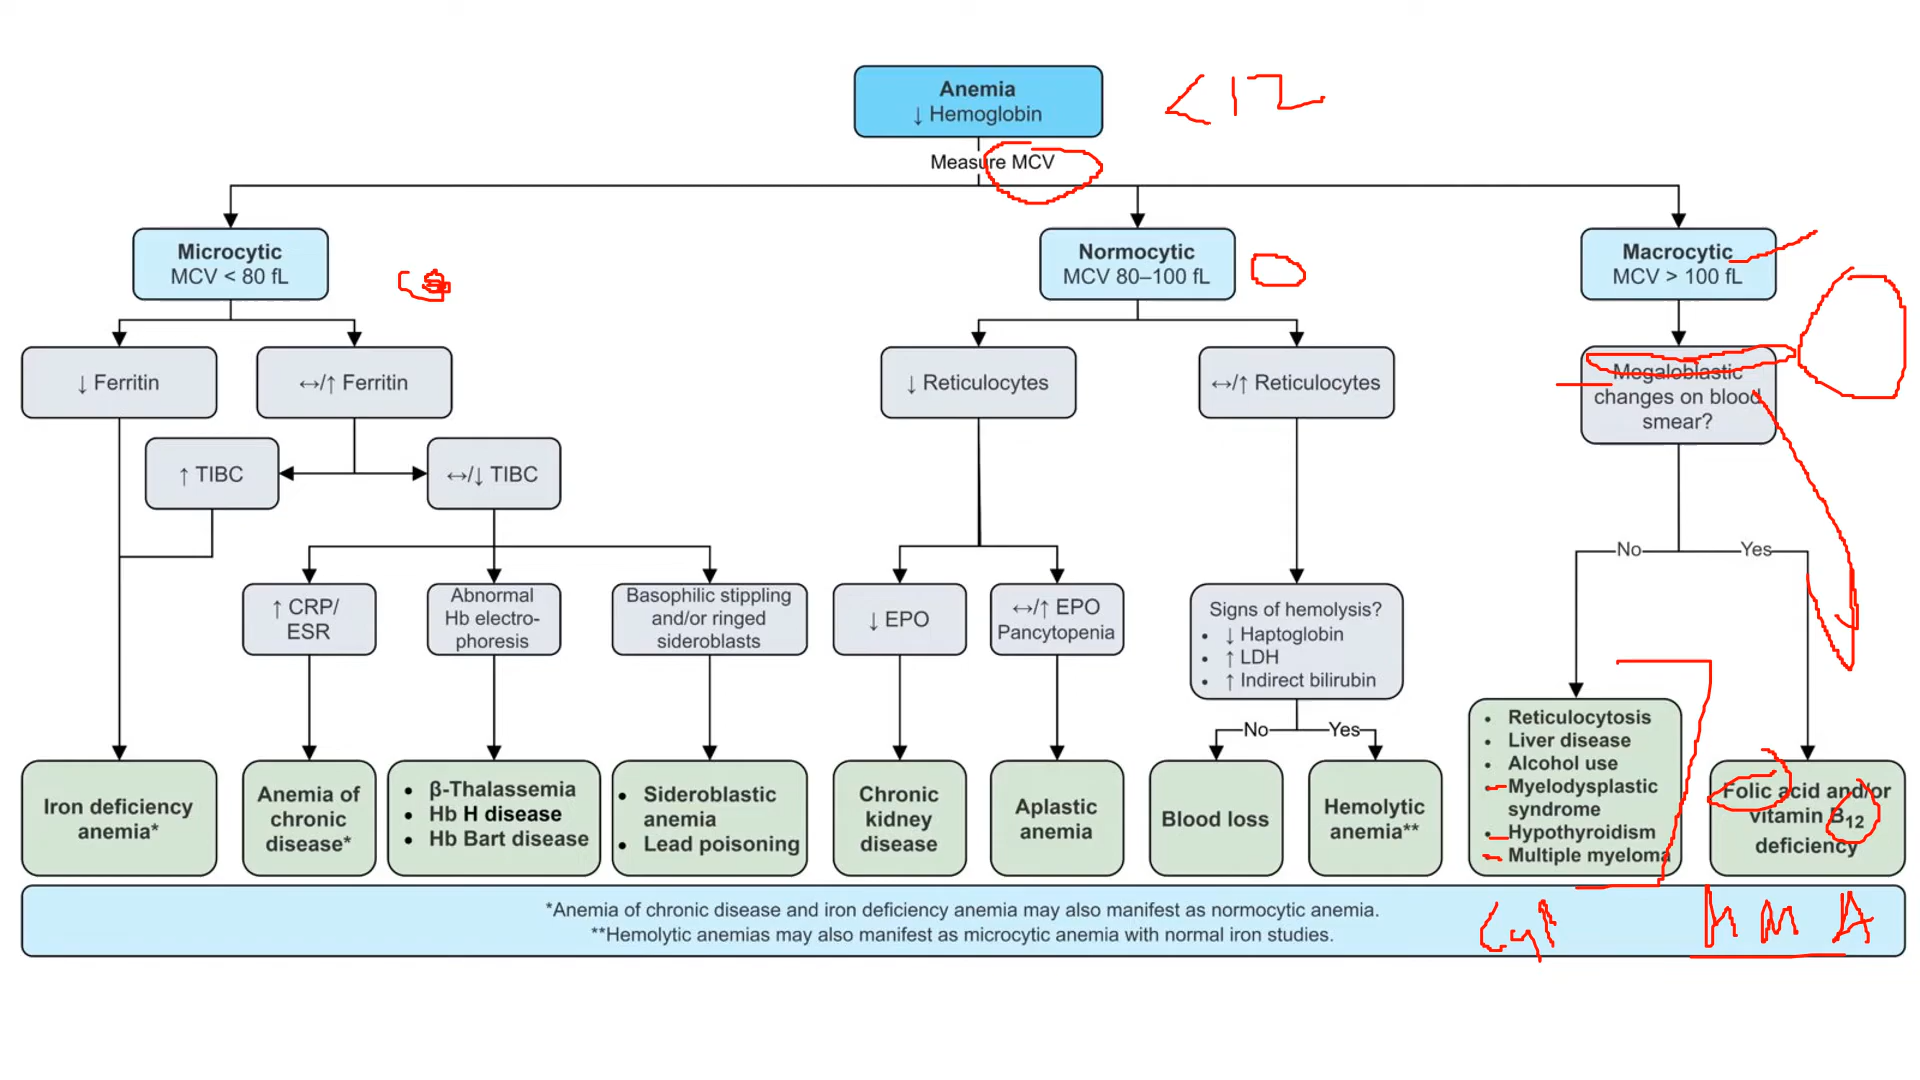 Anemia
↓ Hemoglobin
<12
Measure MCV
Microcytic
MCV < 80 fL
Normocytic
MCV 80–100 fL
Macrocytic
MCV > 100 fL
↓ Ferritin
↔/↑ Ferritin
↓ Reticulocytes
↔/↑ Reticulocytes
Megaloblastic
changes on blood
smear?
↑ TIBC
↔/↓ TIBC
No
Yes
↑ CRP/
ESR
Abnormal
Hb electro-
phoresis
Basophilic stippling
and/or ringed
sideroblasts
↓ EPO
↔/↑ EPO
Pancytopenia
Signs of hemolysis?
• ↓ Haptoglobin
• ↑ LDH
• ↑ Indirect bilirubin
No
Yes
Iron deficiency
anemia*
Anemia of
chronic
disease*
• β-Thalassemia
• Hb H disease
• Hb Bart disease
• Sideroblastic
anemia
• Lead poisoning
Chronic
kidney
disease
Aplastic
anemia
Blood loss
Hemolytic
anemia**
• Reticulocytosis
• Liver disease
• Alcohol use
• Myelodysplastic
syndrome
• Hypothyroidism
• Multiple myeloma
Folic acid and/or
vitamin B12
deficiency
*Anemia of chronic disease and iron deficiency anemia may also manifest as normocytic anemia.
**Hemolytic anemias may also manifest as microcytic anemia with normal iron studies.